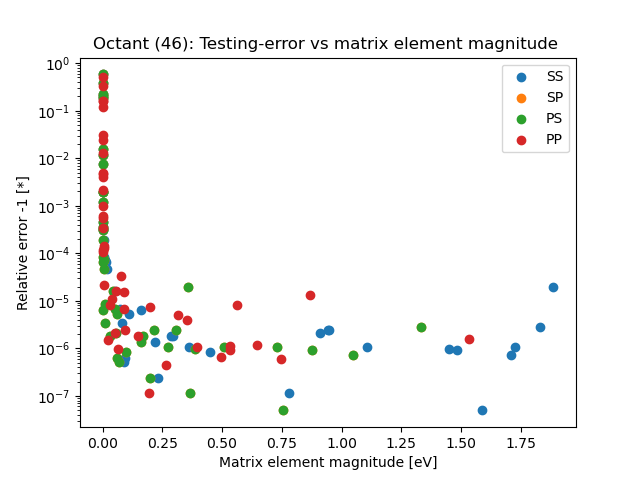 Octant (46): Testing-error vs matrix element magnitude
10⁰
10⁻¹
10⁻²
10⁻³
10⁻⁴
10⁻⁵
10⁻⁶
10⁻⁷
Relative error -1 [*]
SS
SP
PS
PP
0.00 0.25 0.50 0.75 1.00 1.25 1.50 1.75
Matrix element magnitude [eV]